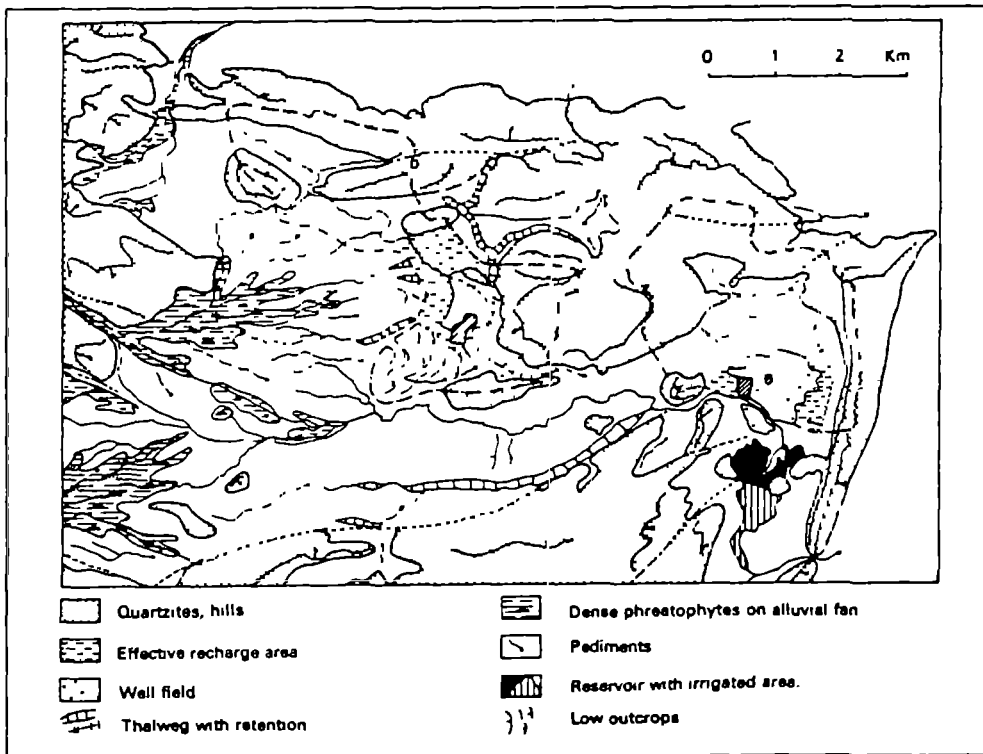 0 1 2 Km
Quartzites, hills
Effective recharge area
Well field
Thalweg with retention
Dense phreatophytes on alluvial fan
Pediments
Reservoir with irrigated area.
Low outcrops